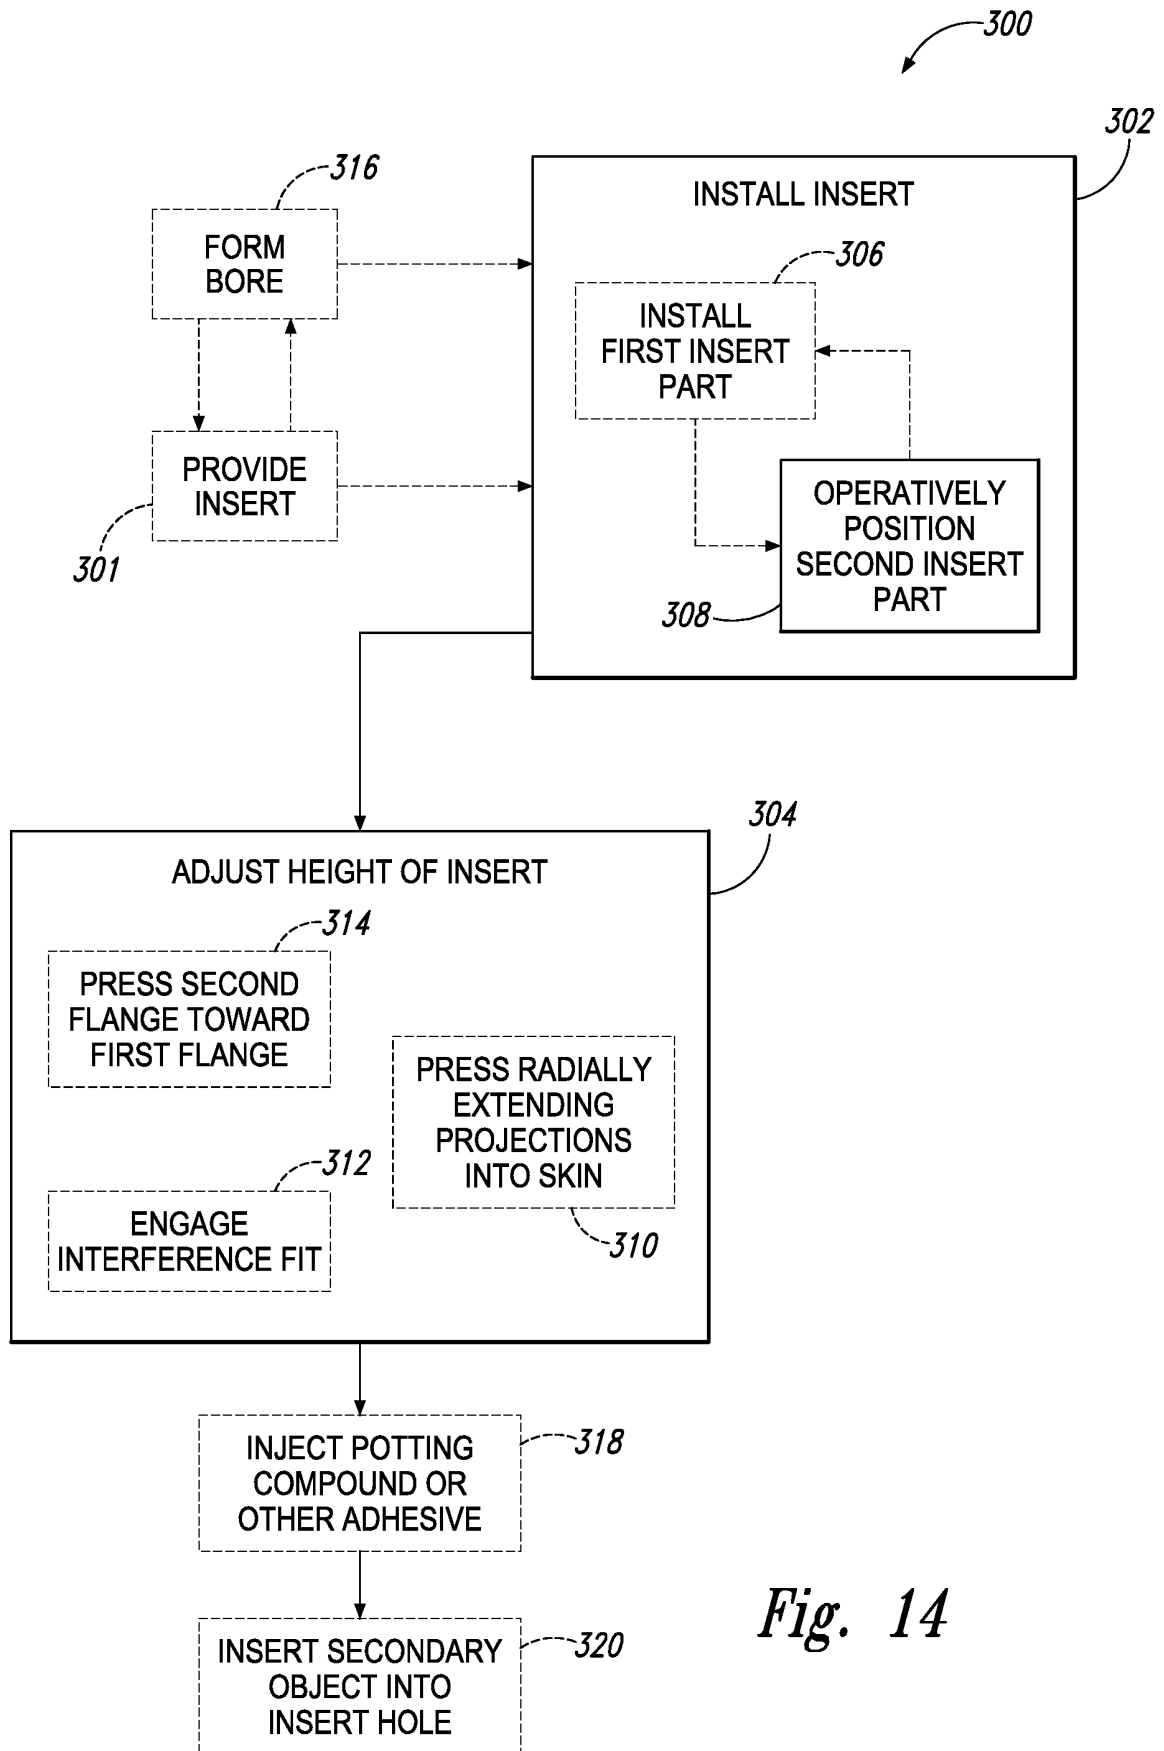 300
302
316
FORM
BORE
INSTALL INSERT
306
INSTALL
FIRST INSERT
PART
PROVIDE
INSERT
301
OPERATIVELY
POSITION
SECOND INSERT
PART
308
304
ADJUST HEIGHT OF INSERT
314
PRESS SECOND
FLANGE TOWARD
FIRST FLANGE
PRESS RADIALLY
EXTENDING
PROJECTIONS
INTO SKIN
312
ENGAGE
INTERFERENCE FIT
310
INJECT POTTING
COMPOUND OR
OTHER ADHESIVE
318
INSERT SECONDARY
OBJECT INTO
INSERT HOLE
320
Fig. 14